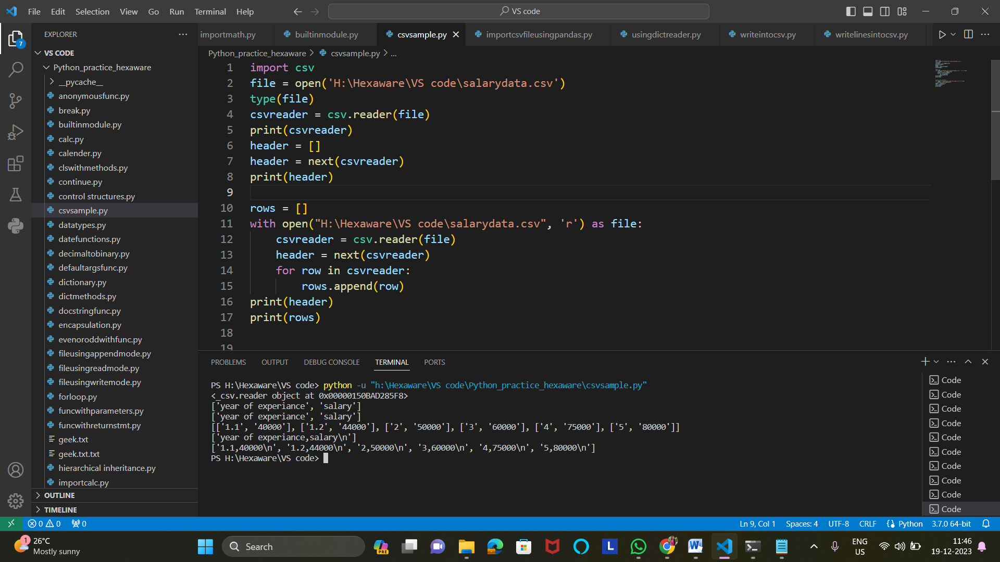 File Edit Selection View Go Run Terminal Help
VS code
EXPLORER
importmath.py
builtinmodule.py
csvsample.py
importcsvfileusingpandas.py
usingdictreader.py
writeintocsv.py
writelinesintocsv.py
7
VS CODE
Python_practice_hexaware
__pycache__
anonymousfunc.py
break.py
builtinmodule.py
calc.py
calender.py
clswithmethods.py
continue.py
control structures.py
csvsample.py
datatypes.py
datefunctions.py
decimaltobinary.py
defaultargsfunc.py
dictionary.py
dictmethods.py
docstringfunc.py
encapsulation.py
evenoroddwithfunc.py
fileusingappendmode.py
fileusingreadmode.py
fileusingwritemode.py
forloop.py
funcwithparameters.py
funcwithreturnstmt.py
geek.txt
geek.txt.txt
hierarchical inheritance.py
importcalc.py
OUTLINE
TIMELINE
Python_practice_hexaware > csvsample.py > ...
1 import csv
2 file = open('H:\Hexaware\VS code\salarydata.csv')
3 type(file)
4 csvreader = csv.reader(file)
5 print(csvreader)
6 header = []
7 header = next(csvreader)
8 print(header)
9
10 rows = []
11 with open("H:\Hexaware\VS code\salarydata.csv", 'r') as file:
12 csvreader = csv.reader(file)
13 header = next(csvreader)
14 for row in csvreader:
15 rows.append(row)
16 print(header)
17 print(rows)
18
19
PROBLEMS OUTPUT DEBUG CONSOLE TERMINAL PORTS
PS H:\Hexaware\VS code> python -u "h:\Hexaware\VS code\Python_practice_hexaware\csvsample.py"
<_csv.reader object at 0x00000150BAD285F8>
['year of experiance', 'salary']
['year of experiance', 'salary']
[['1.1', '40000'], ['1.2', '44000'], ['2', '50000'], ['3', '60000'], ['4', '75000'], ['5', '80000']]
['year of experiance,salary\n']
['1.1,40000\n', '1.2,44000\n', '2,50000\n', '3,60000\n', '4,75000\n', '5,80000\n']
PS H:\Hexaware\VS code>
Code
Code
Code
Code
Code
Code
Code
Code
Code
Code
0 0 0
Ln 9, Col 1 Spaces: 4 UTF-8 CRLF Python 3.7.0 64-bit
1
26°C
Mostly sunny
Search
PRE
L
ENG
US
11:46
19-12-2023